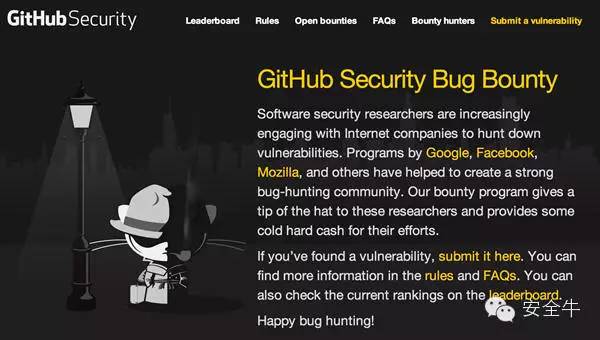 GitHub Security
Leaderboard Rules Open bounties FAQs Bounty hunters Submit a vulnerability
GitHub Security Bug Bounty
Software security researchers are increasingly
engaging with Internet companies to hunt down
vulnerabilities. Programs by Google, Facebook,
Mozilla, and others have helped to create a strong
bug-hunting community. Our bounty program gives a
tip of the hat to these researchers and provides some
cold hard cash for their efforts.
If you've found a vulnerability, submit it here. You can
find more information in the rules and FAQs. You can
also check the current rankings on the leaderboard.
Happy bug hunting!
安全牛